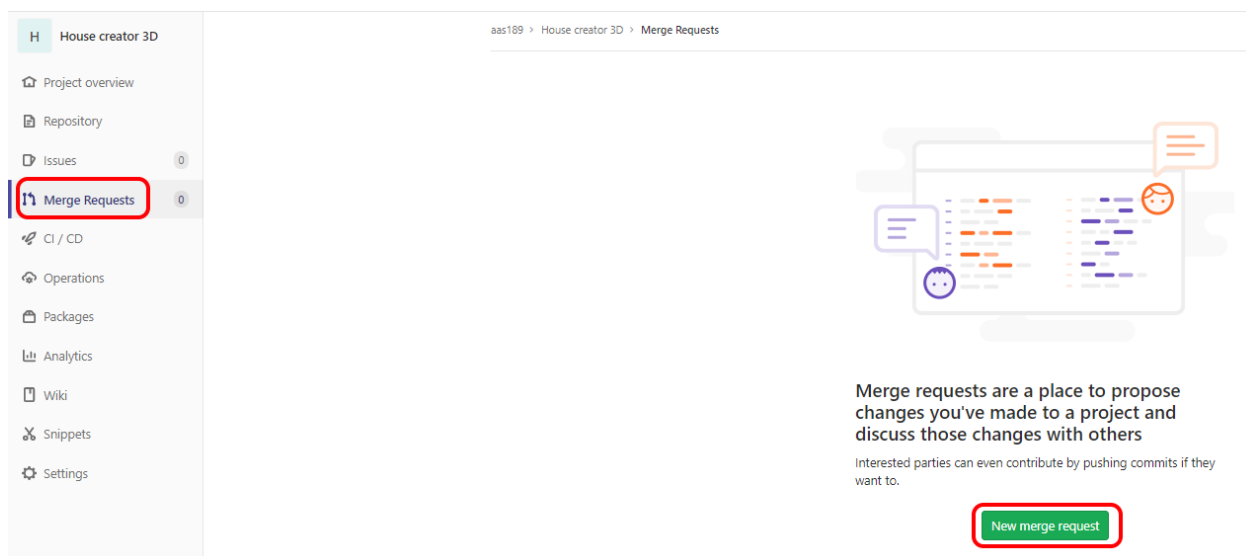 H House creator 3D
aas189 > House creator 3D > Merge Requests
Project overview
Repository
Issues 0
Merge Requests 0
CI / CD
Operations
Packages
Analytics
Wiki
Snippets
Settings
Merge requests are a place to propose
changes you've made to a project and
discuss those changes with others
Interested parties can even contribute by pushing commits if they
want to.
New merge request